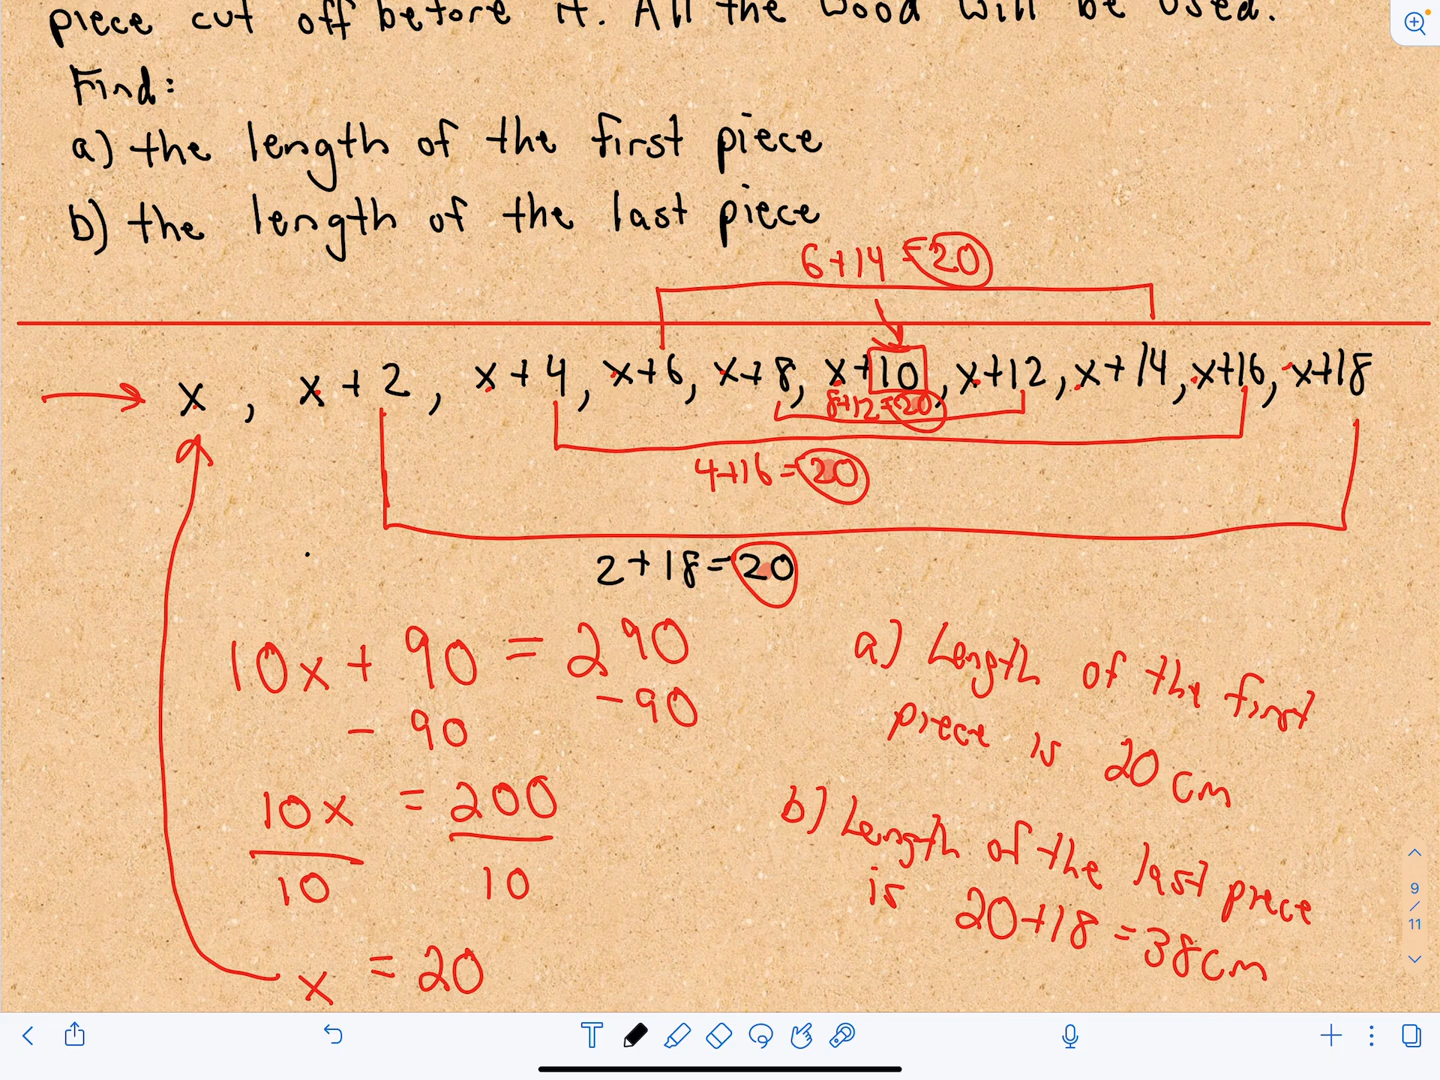 piece cut off before it. All the wood will be used.
Find:
a) the length of the first piece
b) the length of the last piece
6+14 = 20
x, x+2, x+4, x+6, x+8, x+10, x+12, x+14, x+16, x+18
8+12=20
4+16=20
2+18=20
10x + 90 = 290
- 90 -90
10x = 200
10 10
x = 20
a) Length of the first
piece is 20 cm
b) Length of the last piece
is 20+18 = 38cm
9
/
11
T